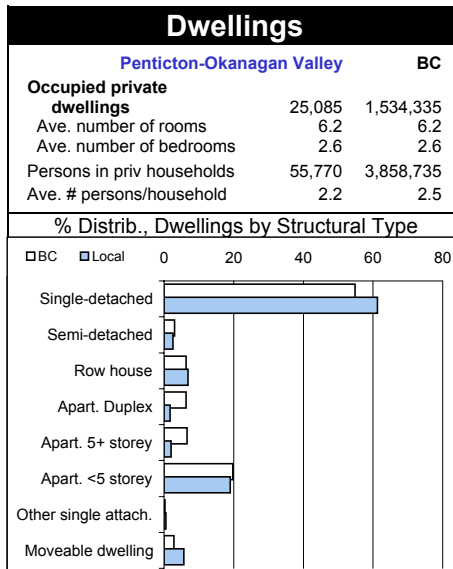 Dwellings
Penticton-Okanagan Valley BC
Occupied private
dwellings 25,085 1,534,335
Ave. number of rooms 6.2 6.2
Ave. number of bedrooms 2.6 2.6
Persons in priv households 55,770 3,858,735
Ave. # persons/household 2.2 2.5
% Distrib., Dwellings by Structural Type
BC Local 0 20 40 60 80
Single-detached
Semi-detached
Row house
Apart. Duplex
Apart. 5+ storey
Apart. <5 storey
Other single attach.
Moveable dwelling